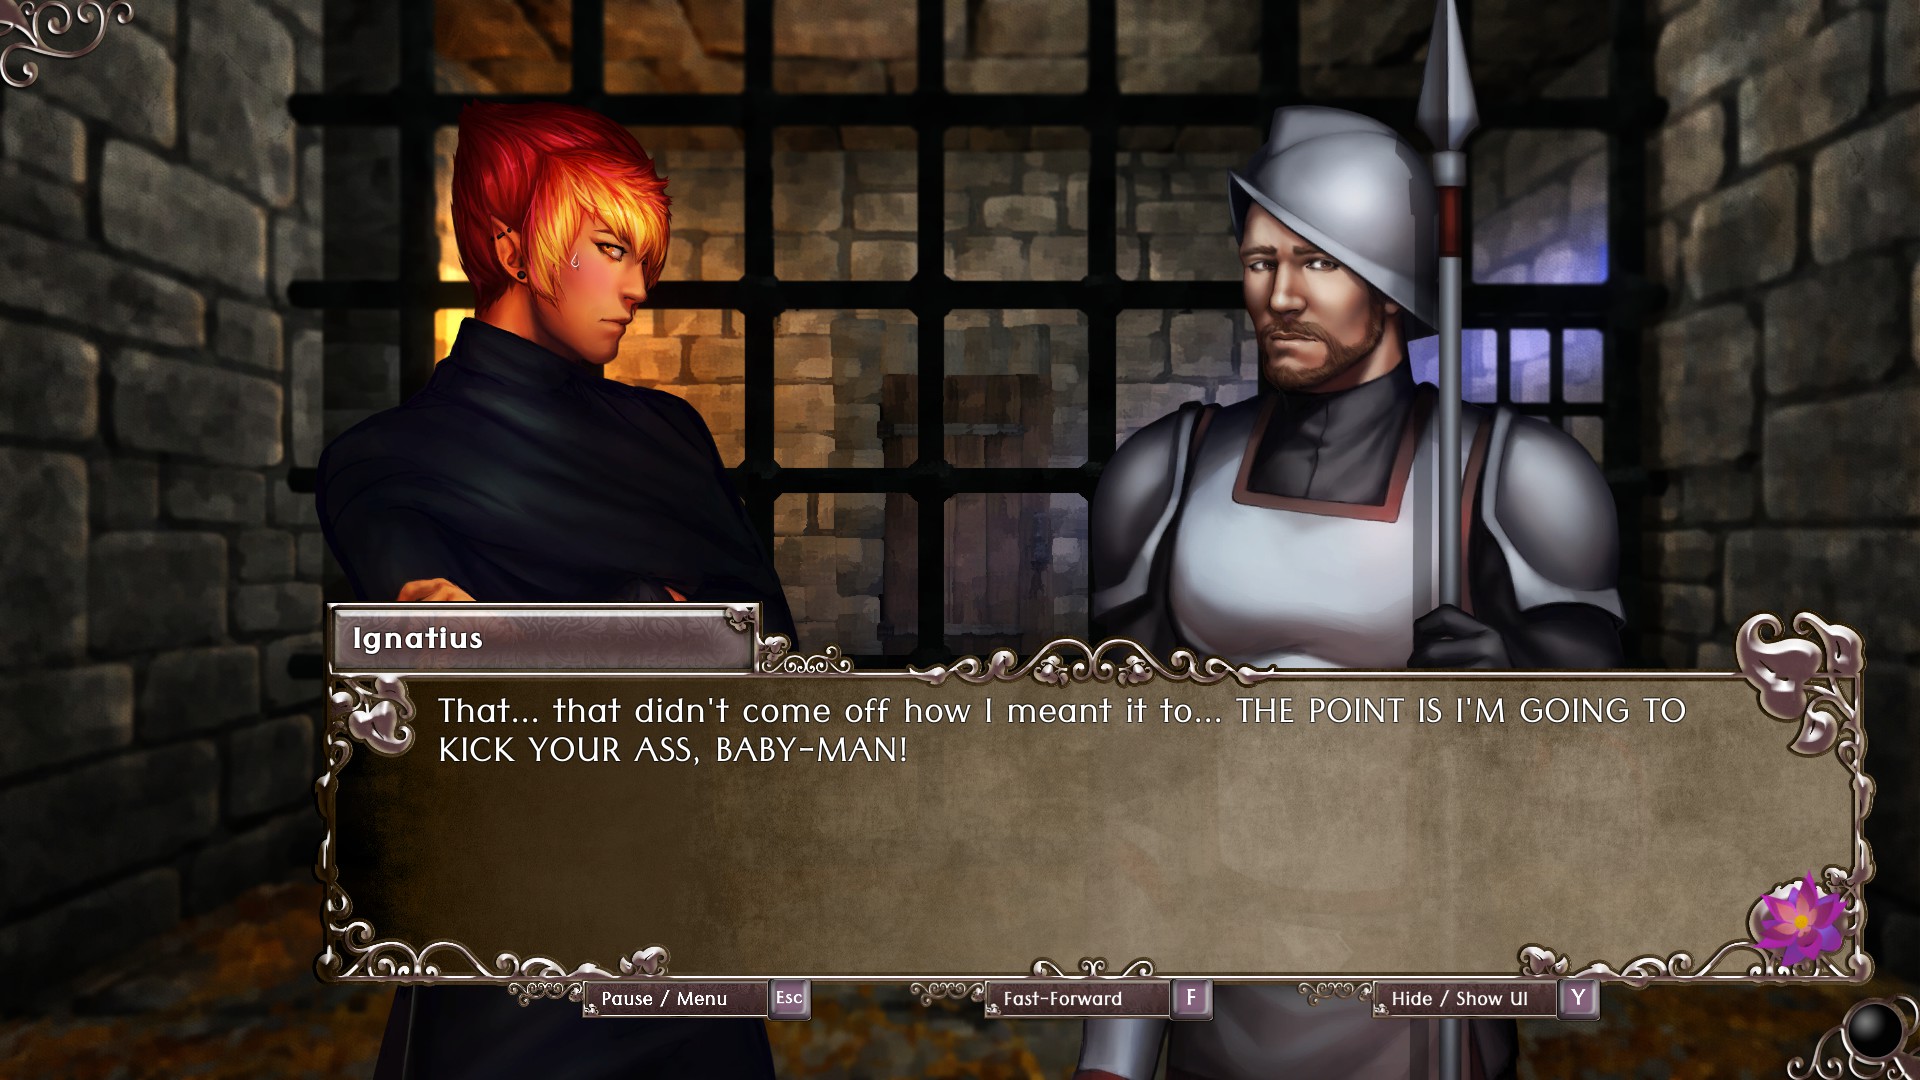 Ignatius
That... that didn't come off how I meant it to... THE POINT IS I'M GOING TO
KICK YOUR ASS, BABY-MAN!
Pause / Menu Esc
Fast-Forward F
Hide / Show UI Y